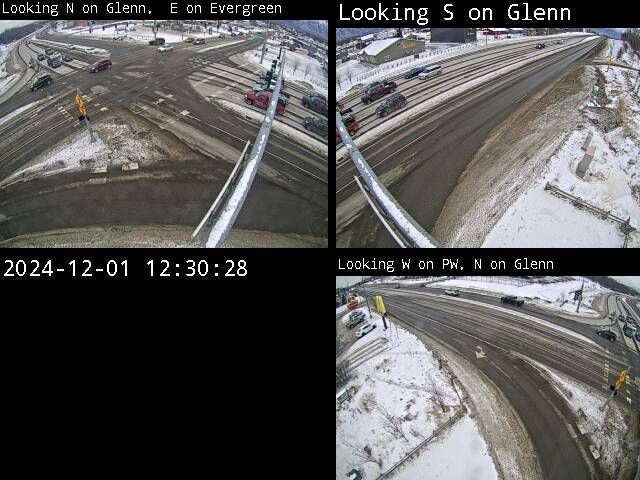 Looking N on Glenn, E on Evergreen
Looking S on Glenn
2024-12-01 12:30:28
Looking W on PW, N on Glenn